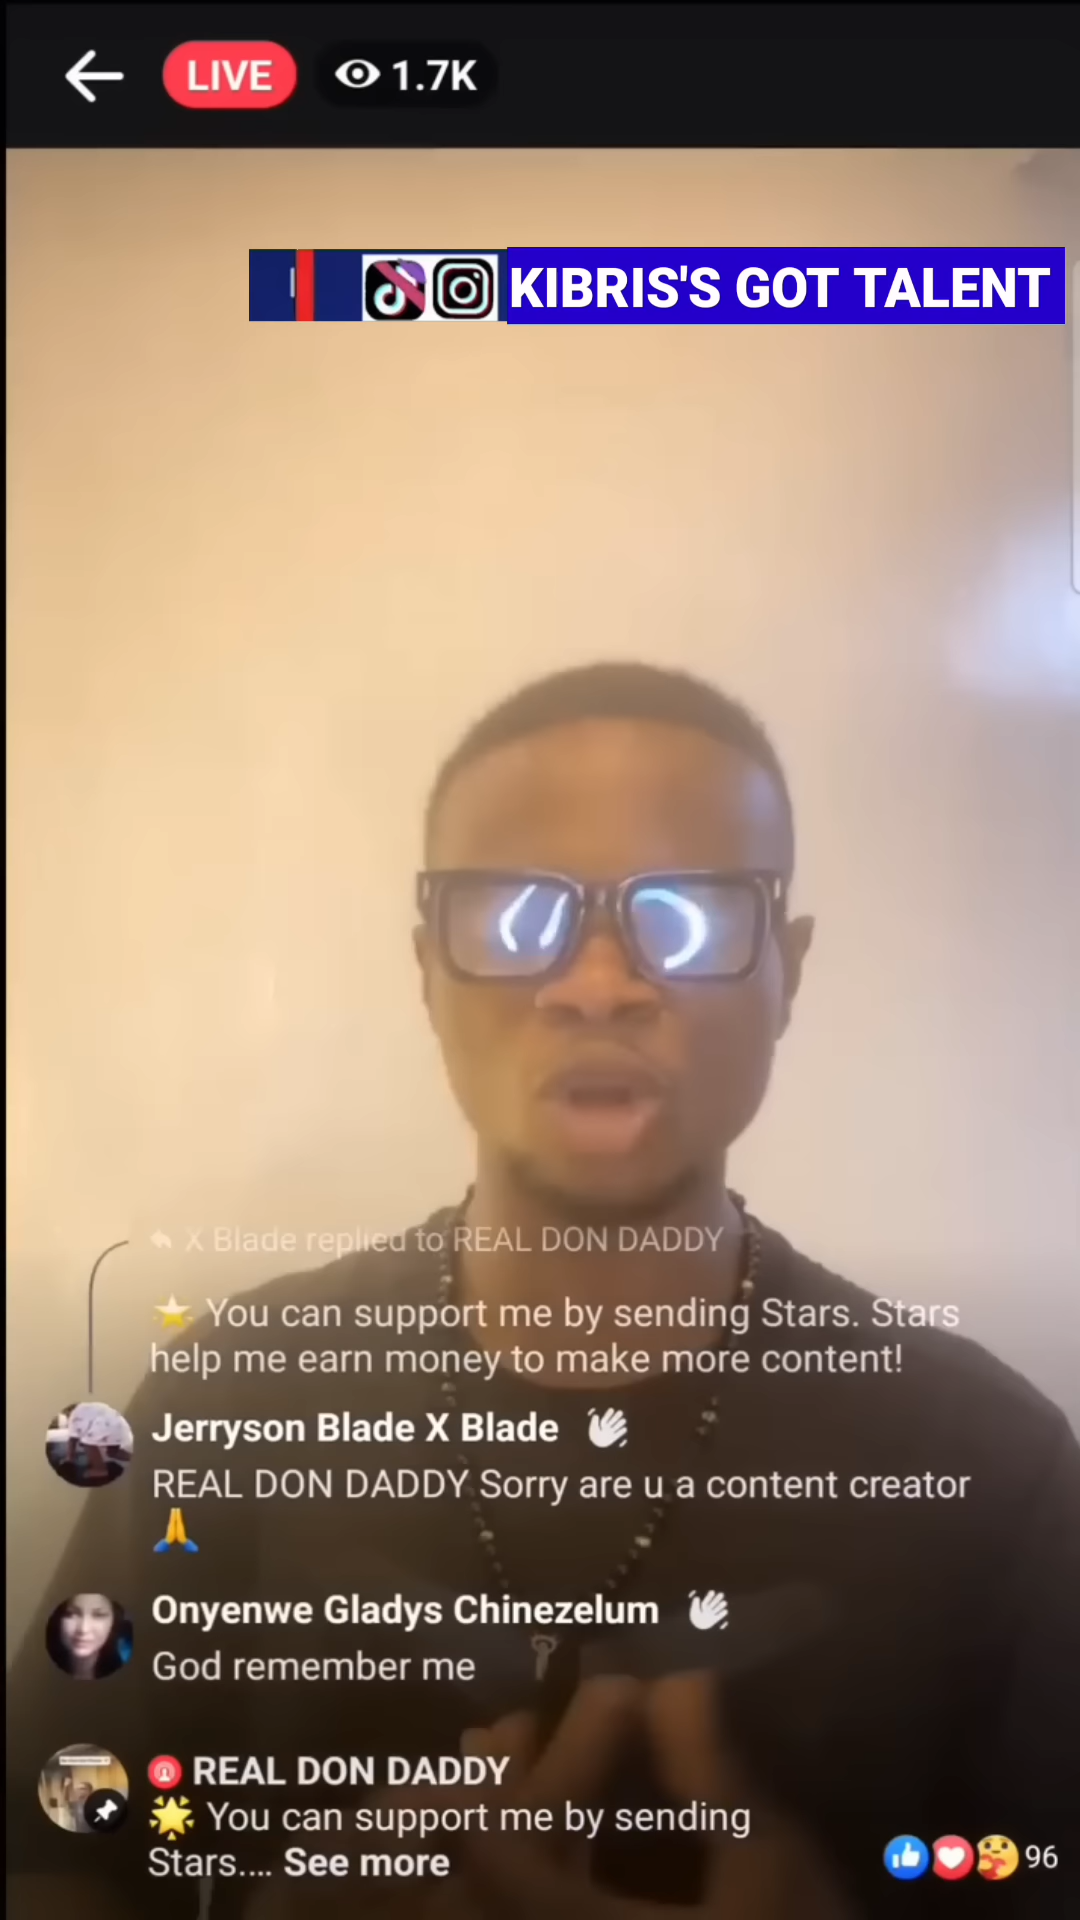 LIVE 1.7K
KIBRIS'S GOT TALENT
X Blade replied to REAL DON DADDY
🌟 You can support me by sending Stars. Stars
help me earn money to make more content!
Jerryson Blade X Blade 👋
REAL DON DADDY Sorry are u a content creator
🙏
Onyenwe Gladys Chinezelum 👋
God remember me
REAL DON DADDY
🌟 You can support me by sending
Stars.... See more
96